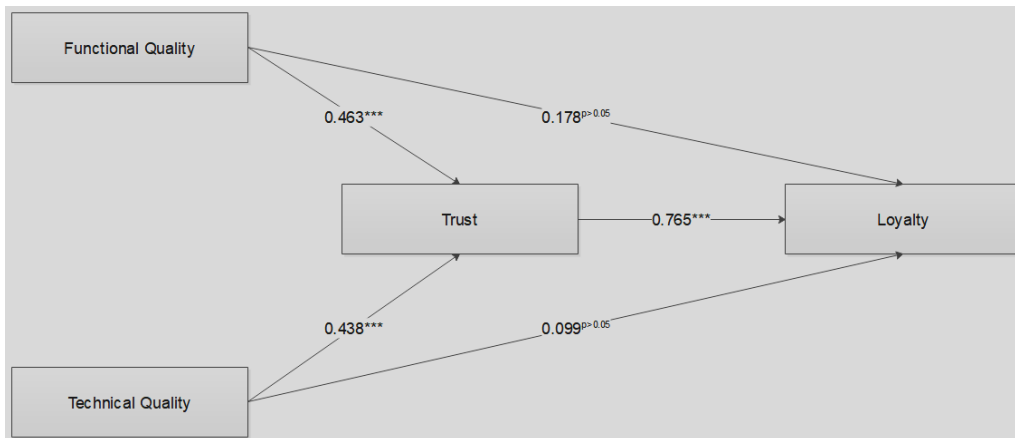 Functional Quality
0.463***
0.178p>0.05
Trust
0.765***
Loyalty
0.438***
0.099p>0.05
Technical Quality